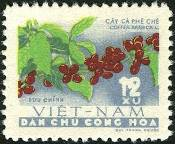 CÂY CÀ PHÊ CHÈ
COFFEA ARABICA L.
12
XU
BƯU CHÍNH
VIỆT-NAM
DÂN CHỦ CỘNG HÒA